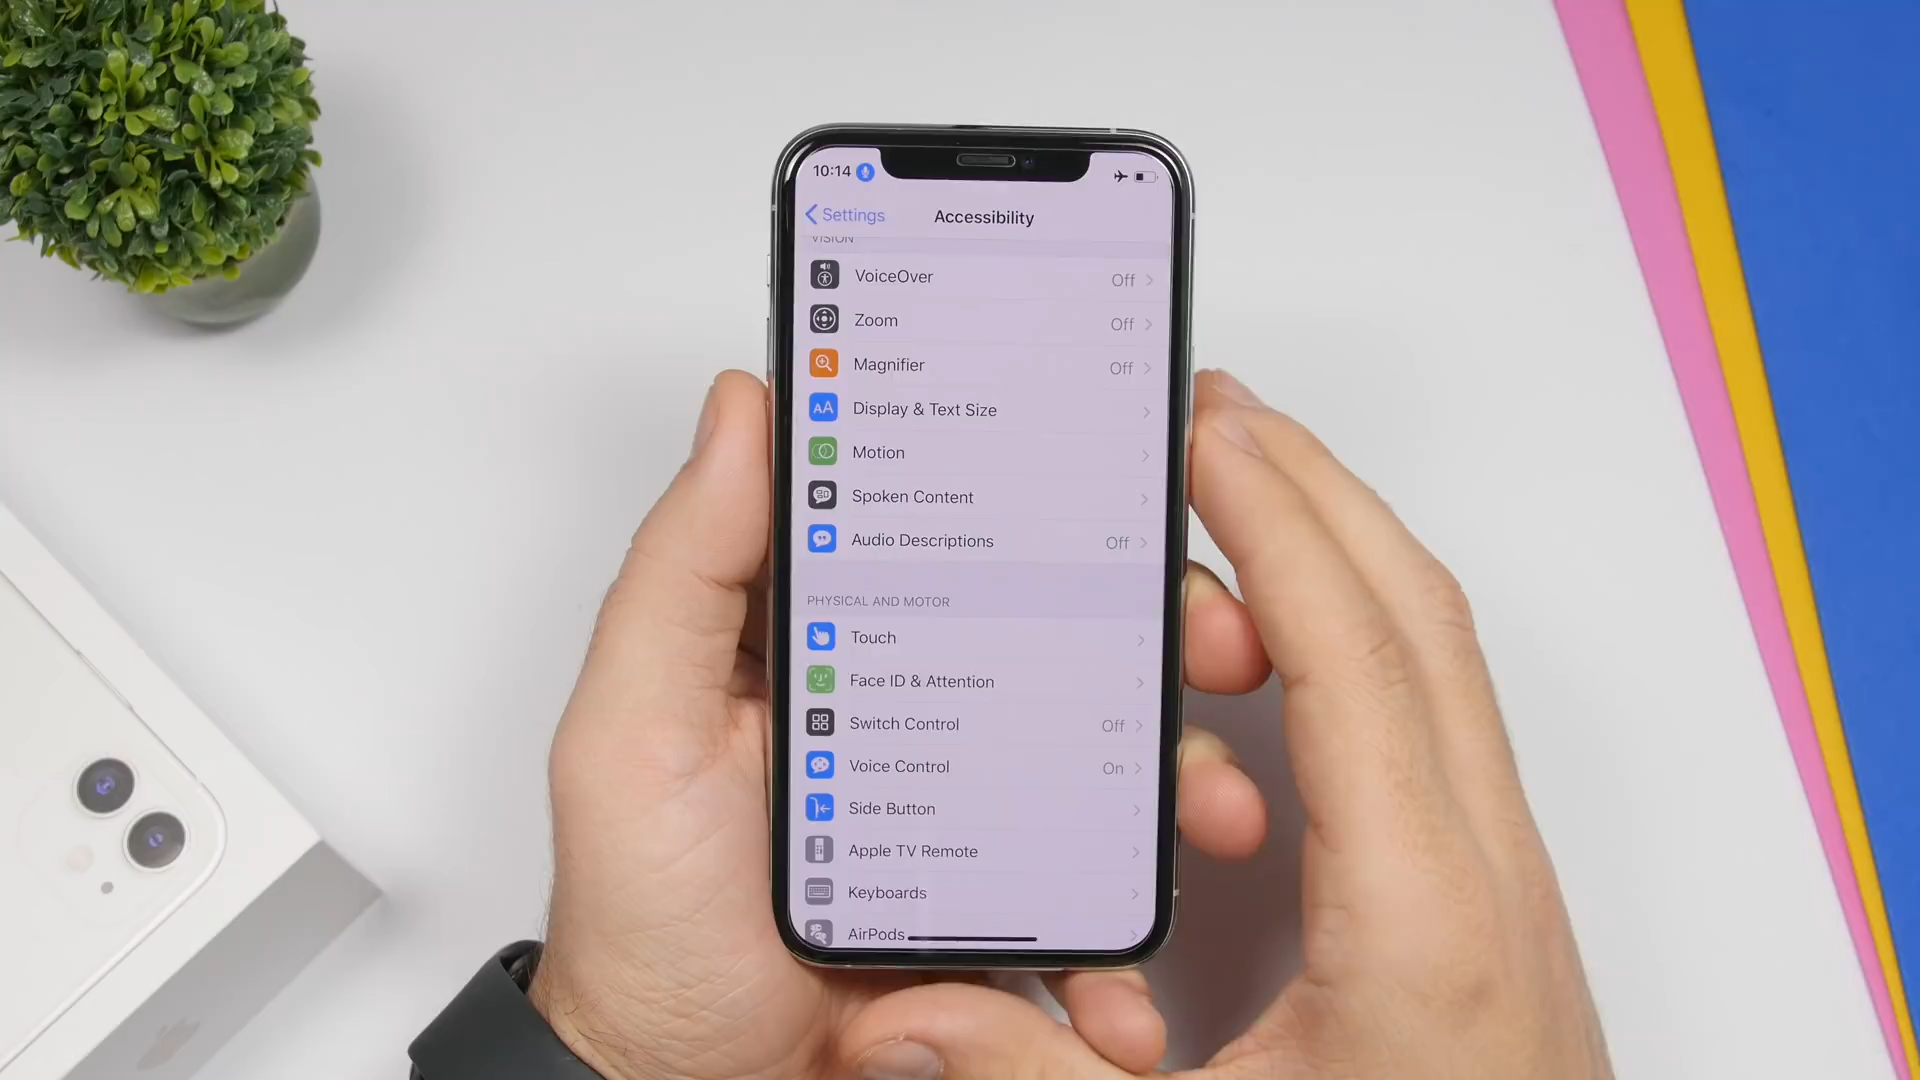 10:14
Settings
Accessibility
VISION
VoiceOver Off
Zoom Off
Magnifier Off
AA Display & Text Size
Motion
Spoken Content
Audio Descriptions Off
PHYSICAL AND MOTOR
Touch
Face ID & Attention
Switch Control Off
Voice Control On
Side Button
Apple TV Remote
Keyboards
AirPods